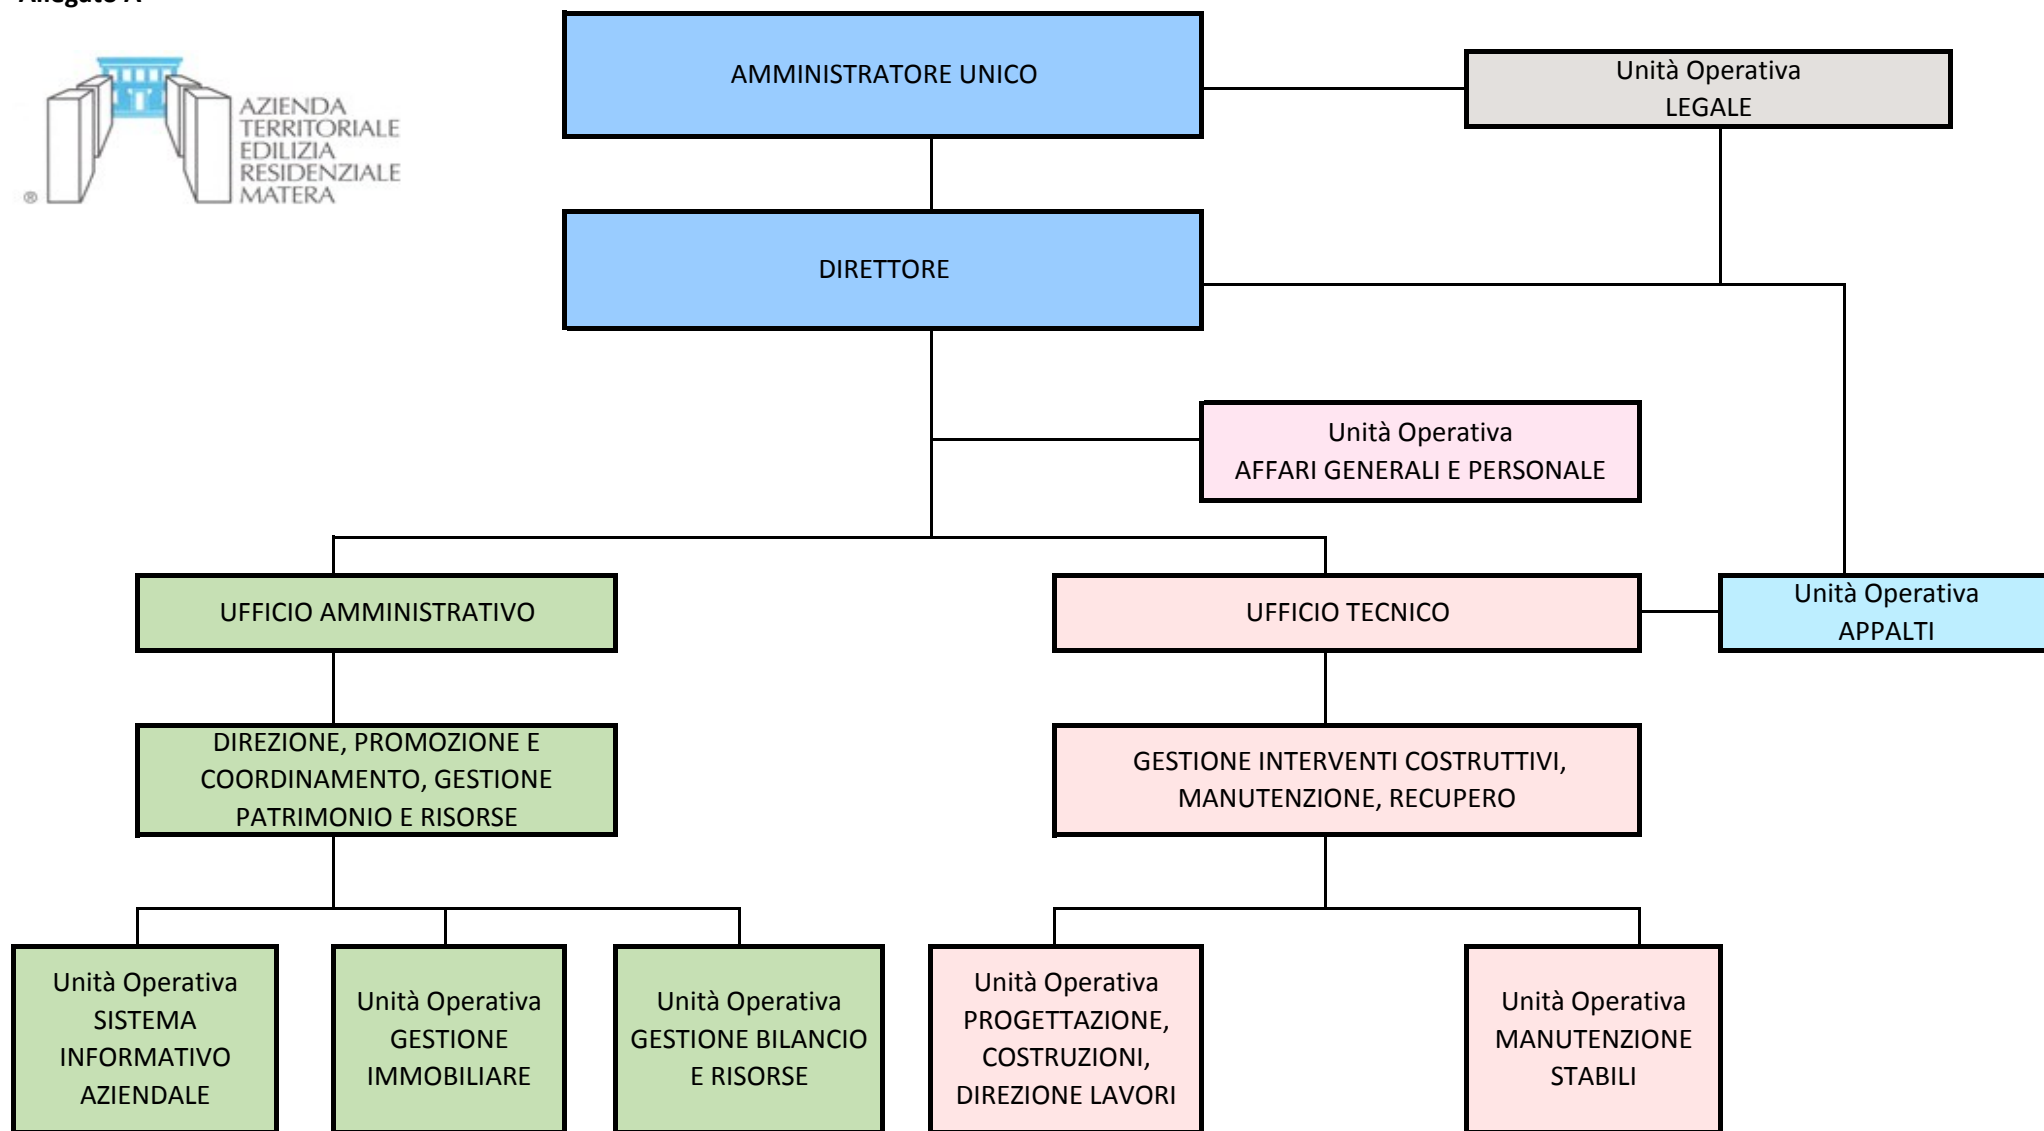 Allegato A
AZIENDA
TERRITORIALE
EDILIZIA
RESIDENZIALE
MATERA
®
AMMINISTRATORE UNICO
Unità Operativa
LEGALE
DIRETTORE
Unità Operativa
AFFARI GENERALI E PERSONALE
UFFICIO AMMINISTRATIVO
UFFICIO TECNICO
Unità Operativa
APPALTI
DIREZIONE, PROMOZIONE E
COORDINAMENTO, GESTIONE
PATRIMONIO E RISORSE
GESTIONE INTERVENTI COSTRUTTIVI,
MANUTENZIONE, RECUPERO
Unità Operativa
SISTEMA
INFORMATIVO
AZIENDALE
Unità Operativa
GESTIONE
IMMOBILIARE
Unità Operativa
GESTIONE BILANCIO
E RISORSE
Unità Operativa
PROGETTAZIONE,
COSTRUZIONI,
DIREZIONE LAVORI
Unità Operativa
MANUTENZIONE
STABILI